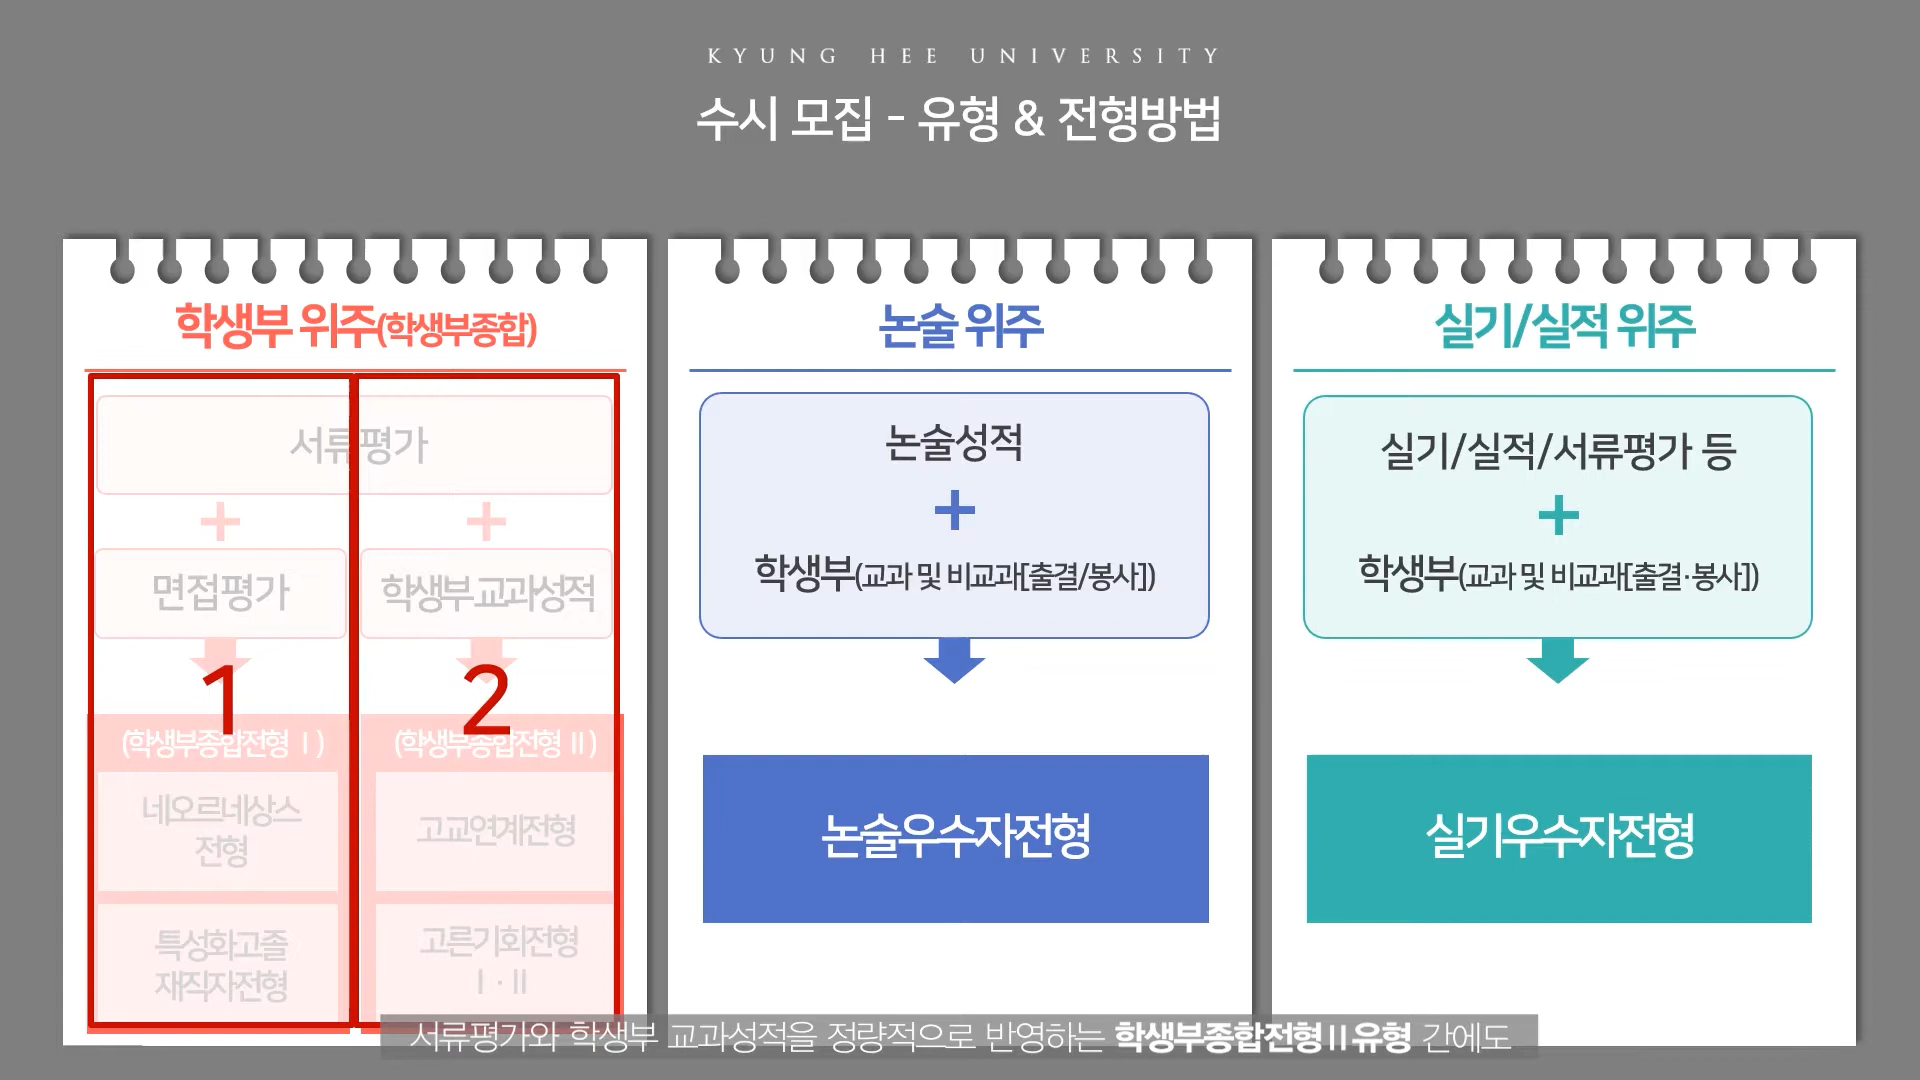 KYUNG HEE UNIVERSITY
수시 모집 - 유형 & 전형방법
학생부 위주(학생부종합)
서류평가
+
+
면접평가
학생부 교과성적
1
2
(학생부종합전형 Ⅰ)
(학생부종합전형 Ⅱ)
네오르네상스
전형
고교연계전형
특성화고졸
재직자전형
고른기회전형
Ⅰ·Ⅱ
논술 위주
논술성적
+
학생부(교과 및 비교과[출결/봉사])
논술우수자전형
실기/실적 위주
실기/실적/서류평가 등
+
학생부(교과 및 비교과[출결·봉사])
실기우수자전형
서류평가와 학생부 교과성적을 정량적으로 반영하는 학생부종합전형Ⅱ유형 간에도